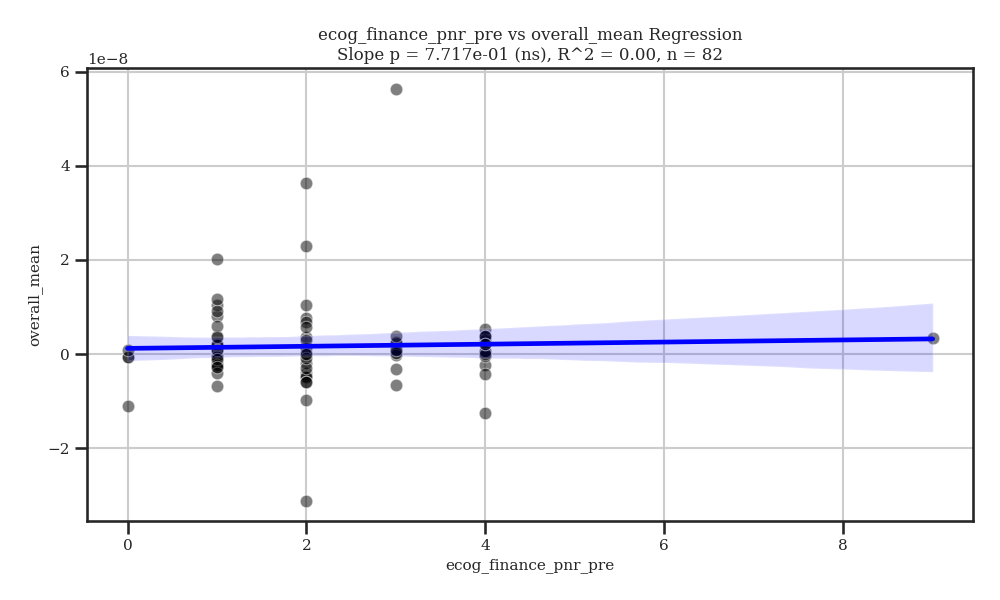 ecog_finance_pnr_pre vs overall_mean Regression
Slope p = 7.717e-01 (ns), R^2 = 0.00, n = 82
1e−8
6
4
2
0
−2
overall_mean
0 2 4 6 8
ecog_finance_pnr_pre